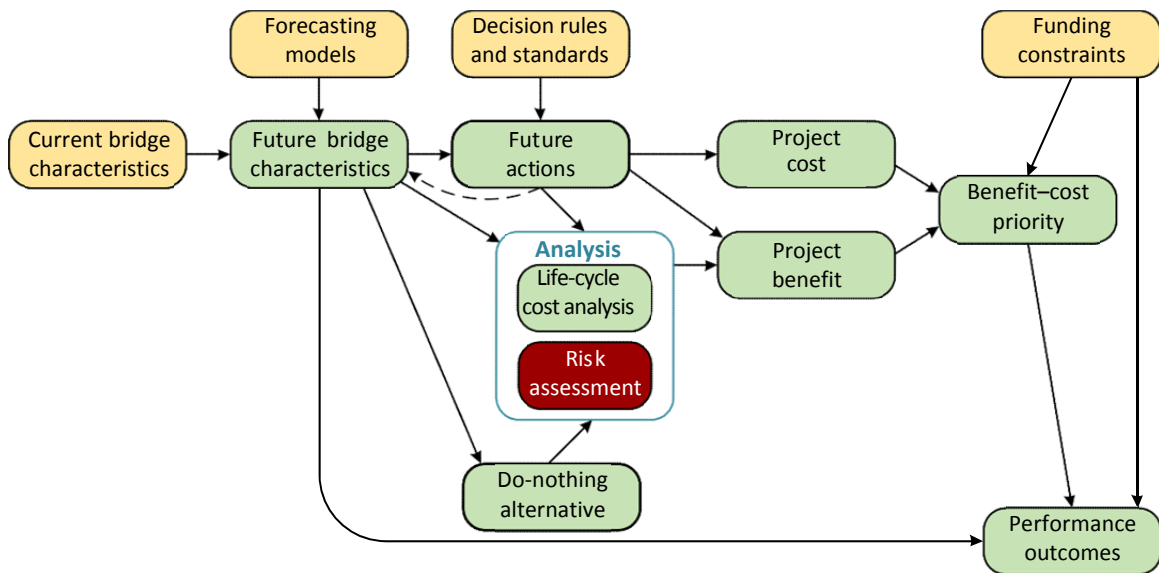 Forecasting
models
Decision rules
and standards
Funding
constraints
Current bridge
characteristics
Future bridge
characteristics
Future
actions
Project
cost
Benefit–cost
priority
Analysis
Life-cycle
cost analysis
Risk
assessment
Project
benefit
Do-nothing
alternative
Performance
outcomes